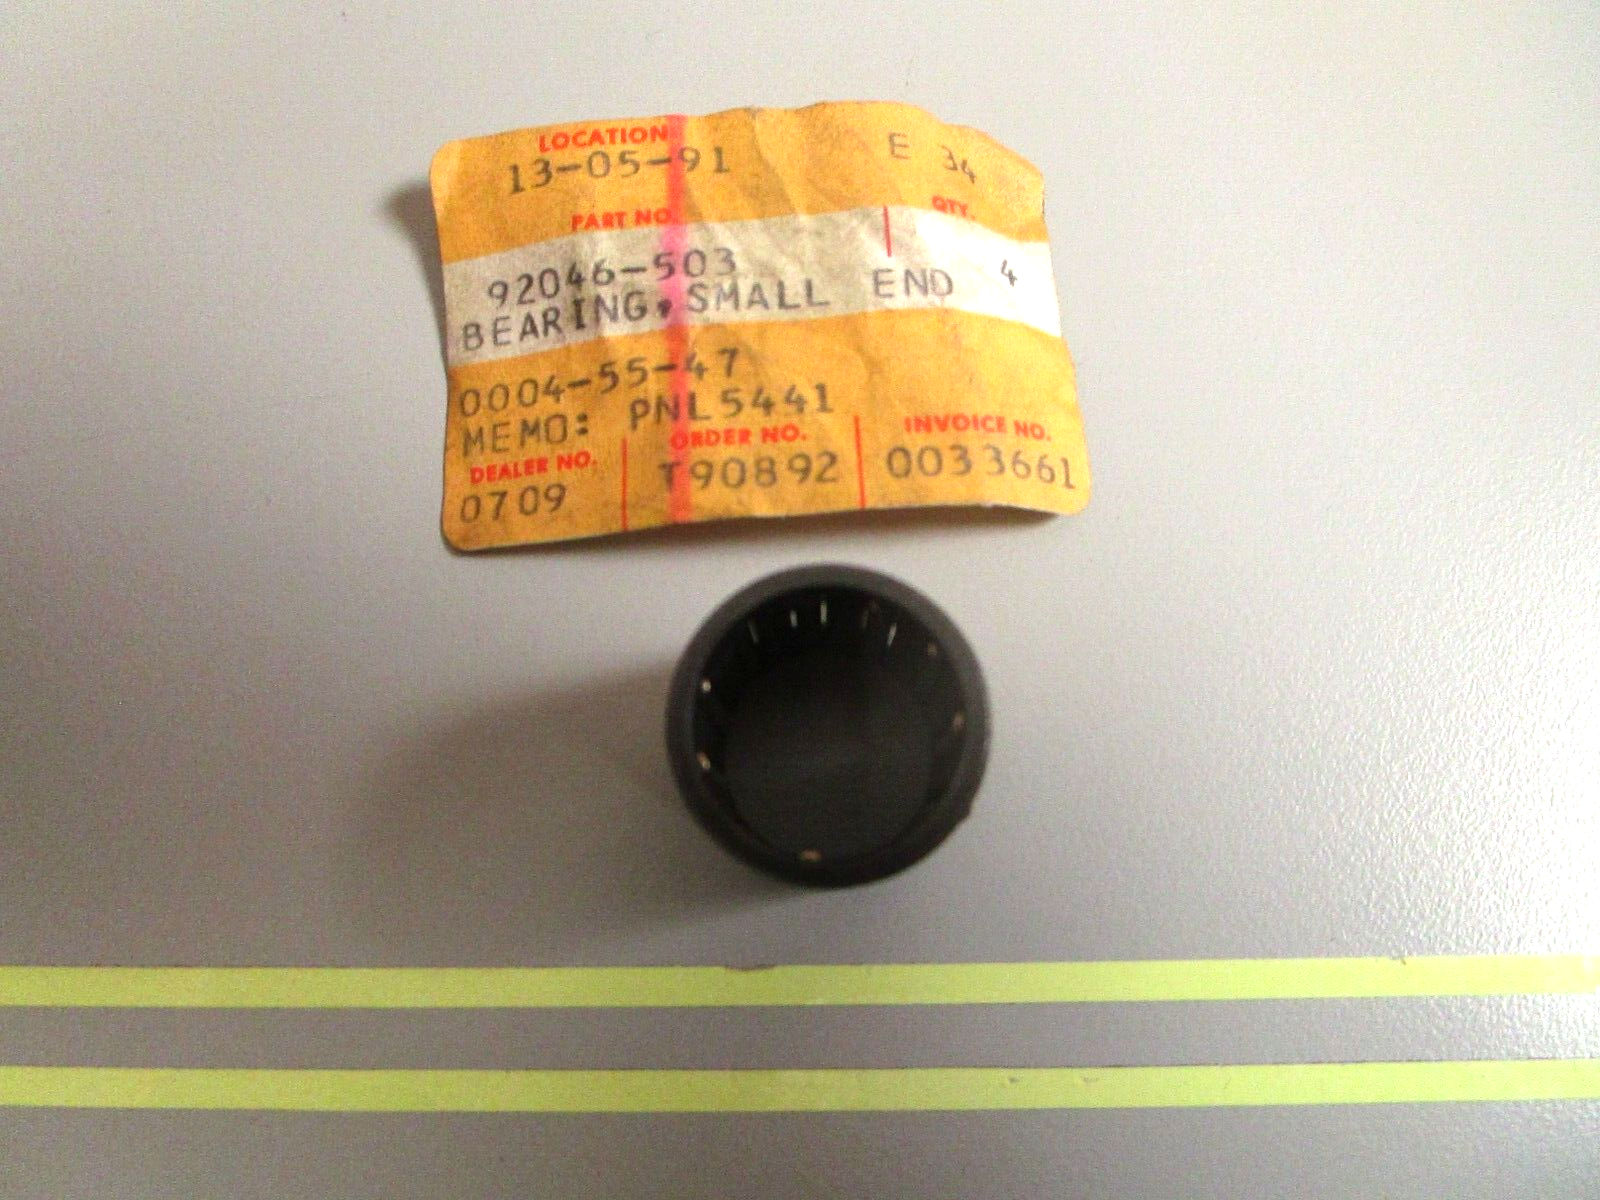 LOCATION
13-05-91 E 34
PART NO. QTY.
92046-503
BEARING,SMALL END 4
0004-55-47
MEMO: PNL5441
DEALER NO. ORDER NO. INVOICE NO.
0709 T90892 0033661